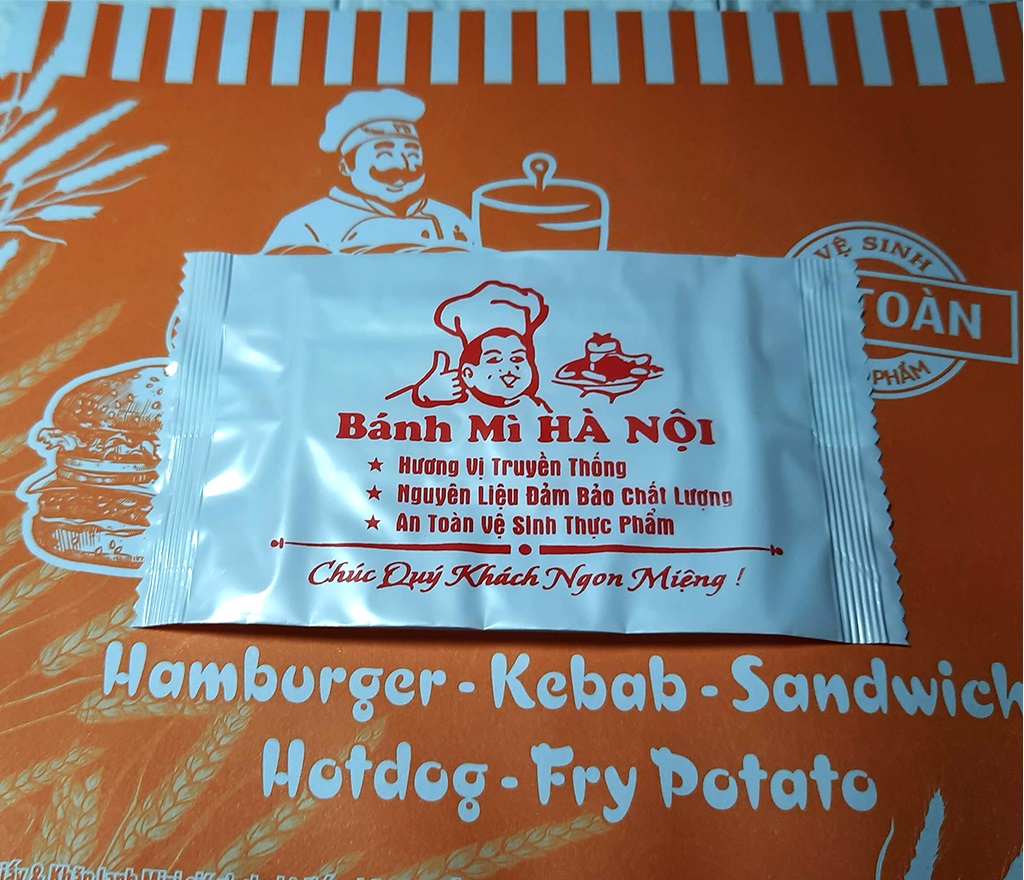 VỆ SINH
TOÀN
PHẨM
Bánh Mì HÀ NỘI
★ Hương Vị Truyền Thống
★ Nguyên Liệu Đảm Bảo Chất Lượng
★ An Toàn Vệ Sinh Thực Phẩm
Chúc Quý Khách Ngon Miệng !
Hamburger - Kebab - Sandwich
Hotdog - Fry Potato